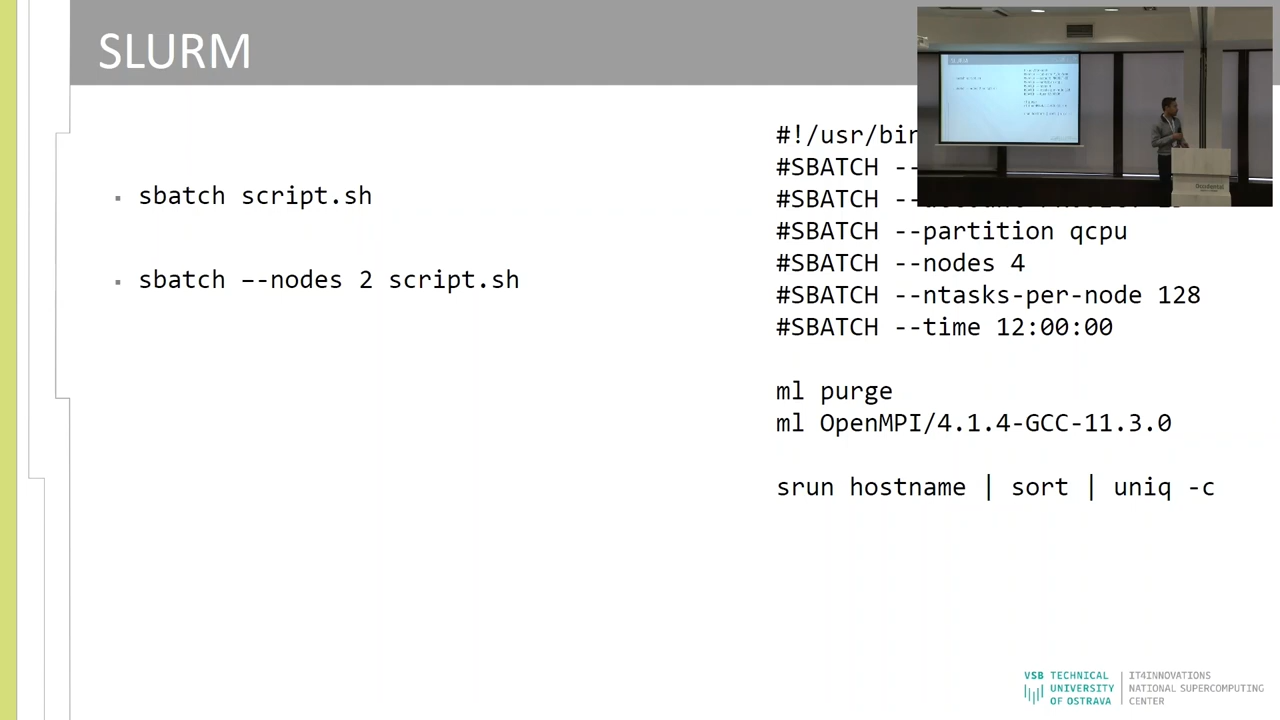 SLURM
▪ sbatch script.sh
▪ sbatch –-nodes 2 script.sh
#!/usr/bin
#SBATCH --
#SBATCH --
#SBATCH --partition qcpu
#SBATCH --nodes 4
#SBATCH --ntasks-per-node 128
#SBATCH --time 12:00:00
ml purge
ml OpenMPI/4.1.4-GCC-11.3.0
srun hostname | sort | uniq -c
VSB TECHNICAL
UNIVERSITY
OF OSTRAVA
IT4INNOVATIONS
NATIONAL SUPERCOMPUTING
CENTER